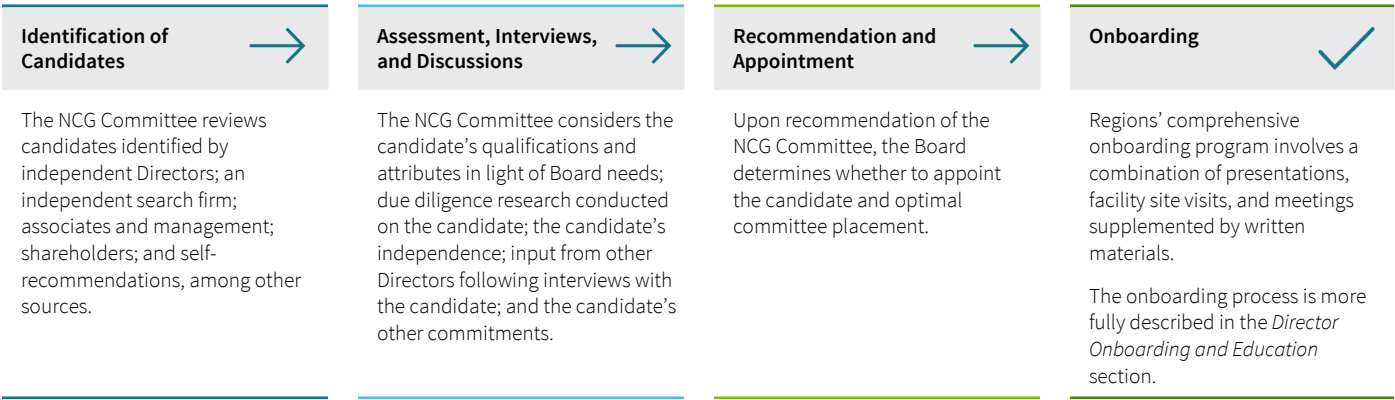 Identification of
Candidates
The NCG Committee reviews
candidates identified by
independent Directors; an
independent search firm;
associates and management;
shareholders; and self-
recommendations, among other
sources.
Assessment, Interviews,
and Discussions
The NCG Committee considers the
candidate’s qualifications and
attributes in light of Board needs;
due diligence research conducted
on the candidate; the candidate’s
independence; input from other
Directors following interviews with
the candidate; and the candidate’s
other commitments.
Recommendation and
Appointment
Upon recommendation of the
NCG Committee, the Board
determines whether to appoint
the candidate and optimal
committee placement.
Onboarding
Regions’ comprehensive
onboarding program involves a
combination of presentations,
facility site visits, and meetings
supplemented by written
materials.
The onboarding process is more
fully described in the Director
Onboarding and Education
section.